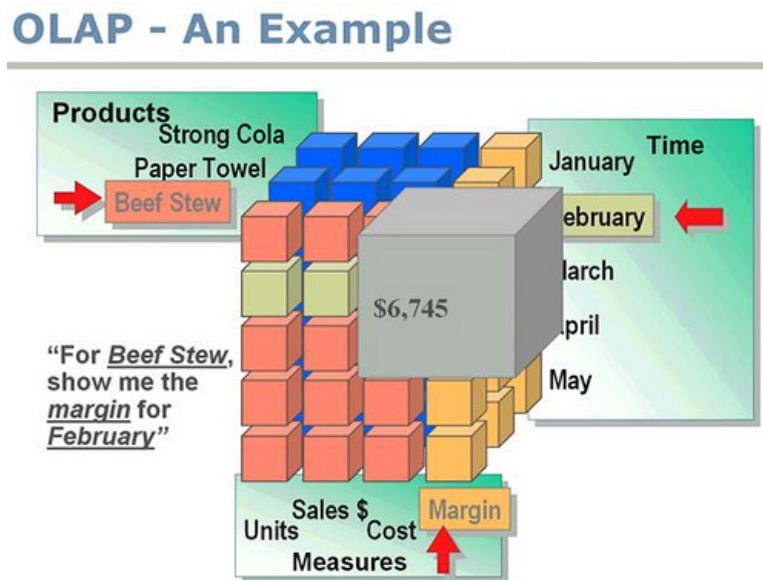 OLAP - An Example
Products
Strong Cola
Paper Towel
Beef Stew
Time
January
ebruary
March
April
May
$6,745
“For Beef Stew,
show me the
margin for
February”
Units
Sales $
Cost
Margin
Measures